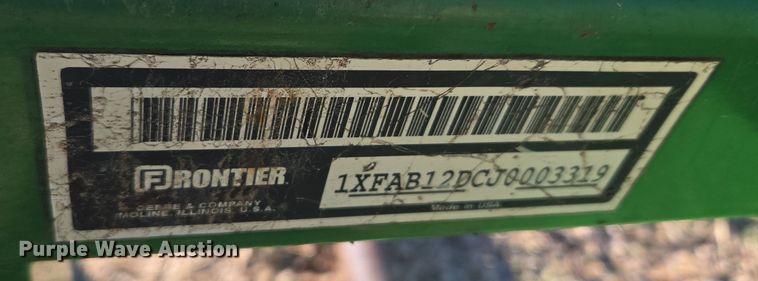 FRONTIER
DEERE & COMPANY
MOLINE, ILLINOIS, U.S.A.
1XFAB12DCJ0003319
Made in USA
Purple Wave Auction